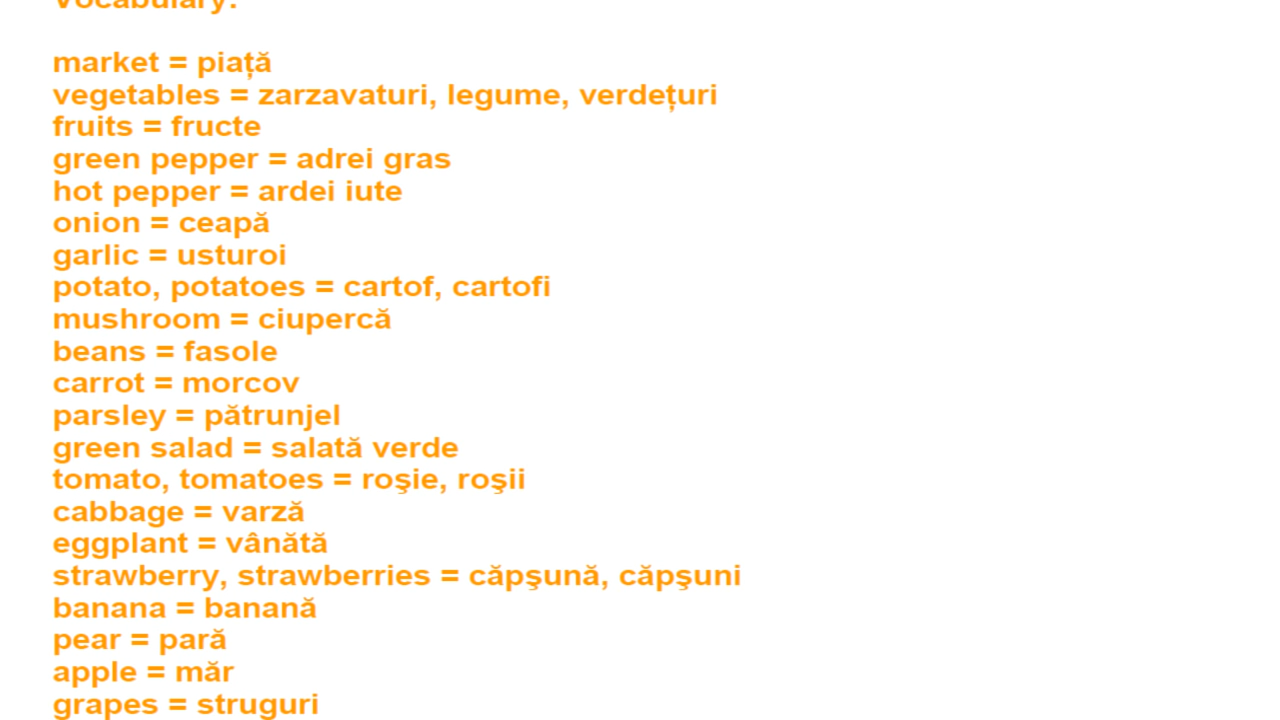 Vocabulary:
market = piață
vegetables = zarzavaturi, legume, verdețuri
fruits = fructe
green pepper = adrei gras
hot pepper = ardei iute
onion = ceapă
garlic = usturoi
potato, potatoes = cartof, cartofi
mushroom = ciupercă
beans = fasole
carrot = morcov
parsley = pătrunjel
green salad = salată verde
tomato, tomatoes = roşie, roşii
cabbage = varză
eggplant = vânătă
strawberry, strawberries = căpşună, căpşuni
banana = banană
pear = pară
apple = măr
grapes = struguri